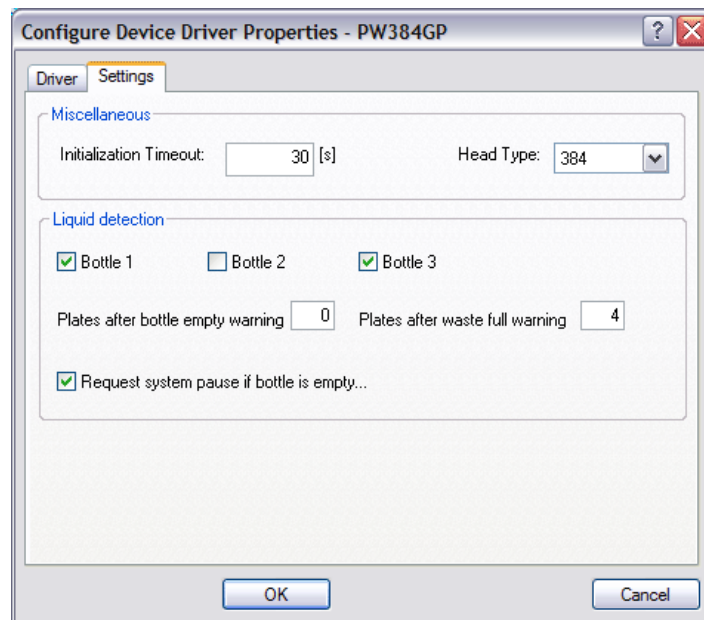 Configure Device Driver Properties - PW384GP
Driver Settings
Miscellaneous
Initialization Timeout: 30 [s] Head Type: 384
Liquid detection
Bottle 1 Bottle 2 Bottle 3
Plates after bottle empty warning 0 Plates after waste full warning 4
Request system pause if bottle is empty...
OK Cancel